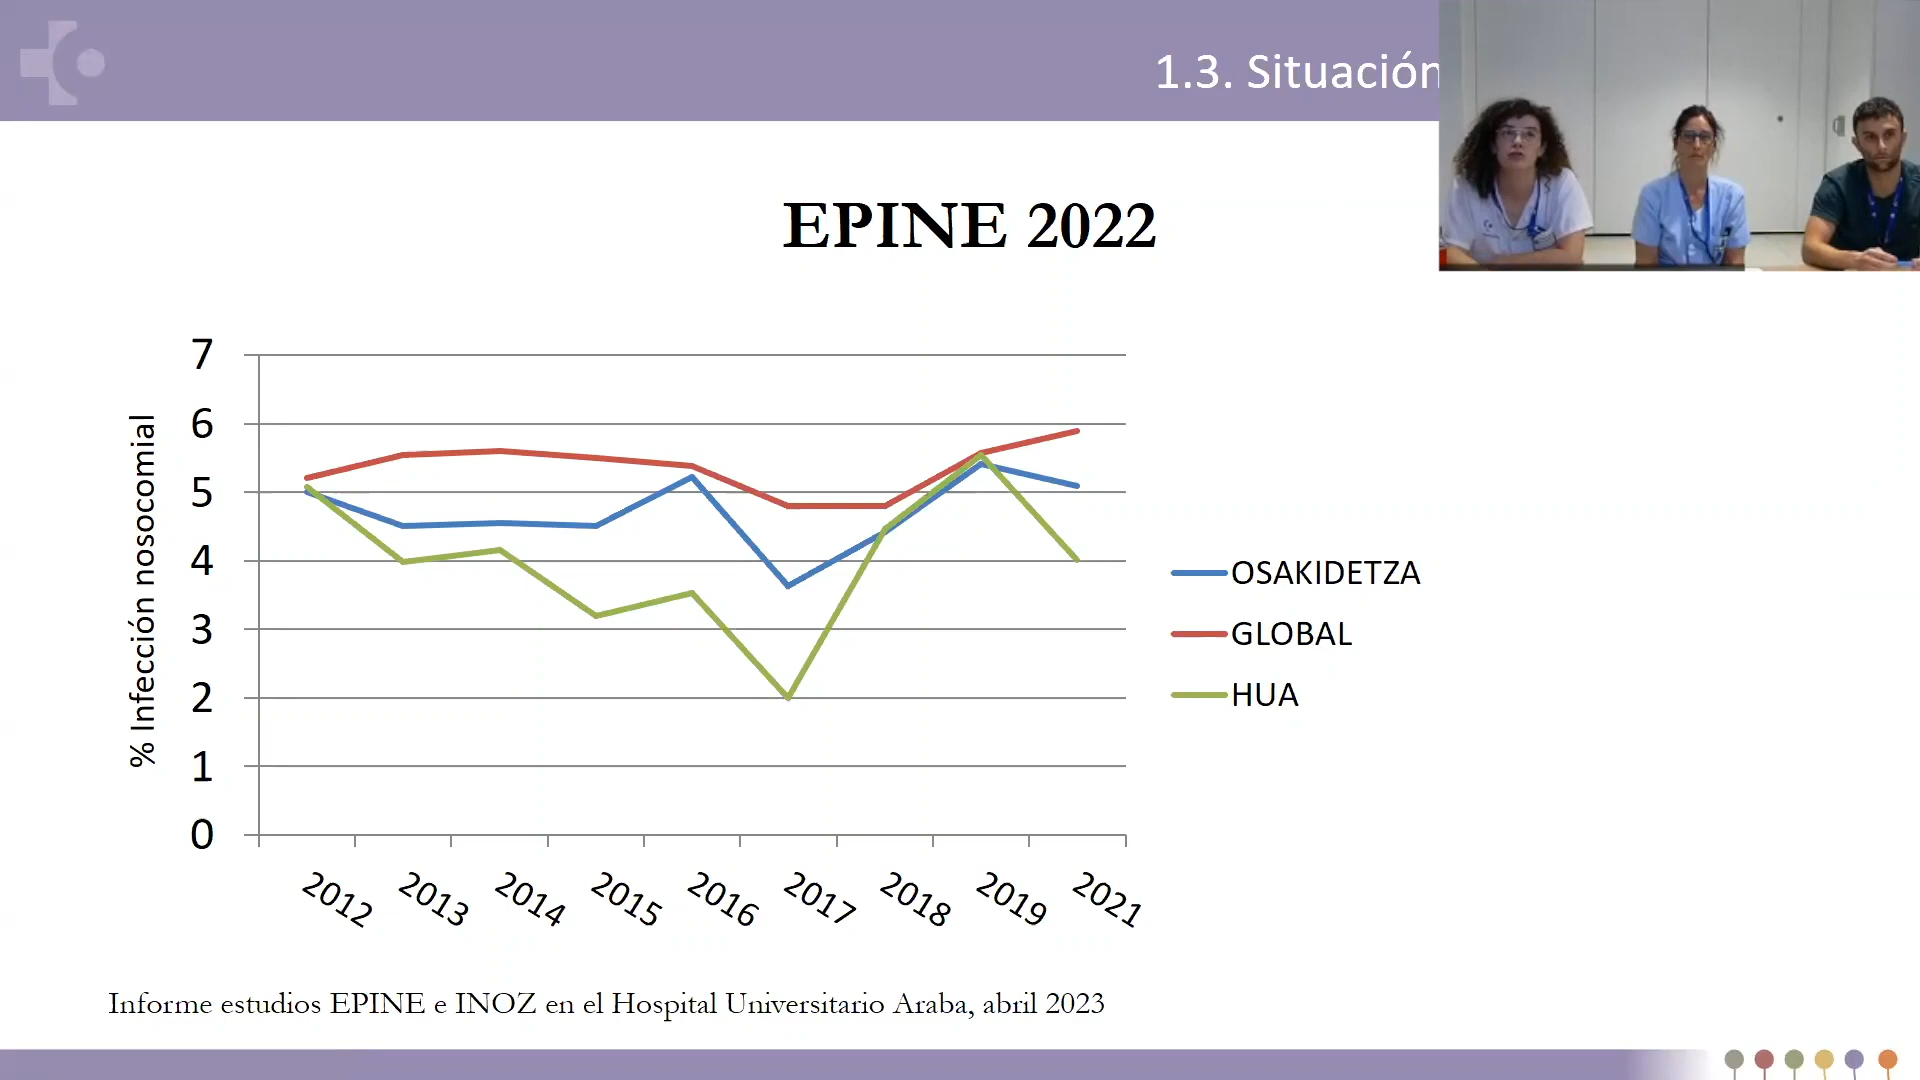 1.3. Situación
EPINE 2022
% Infección nosocomial
7
6
5
4
3
2
1
0
2012
2013
2014
2015
2016
2017
2018
2019
2021
OSAKIDETZA
GLOBAL
HUA
Informe estudios EPINE e INOZ en el Hospital Universitario Araba, abril 2023